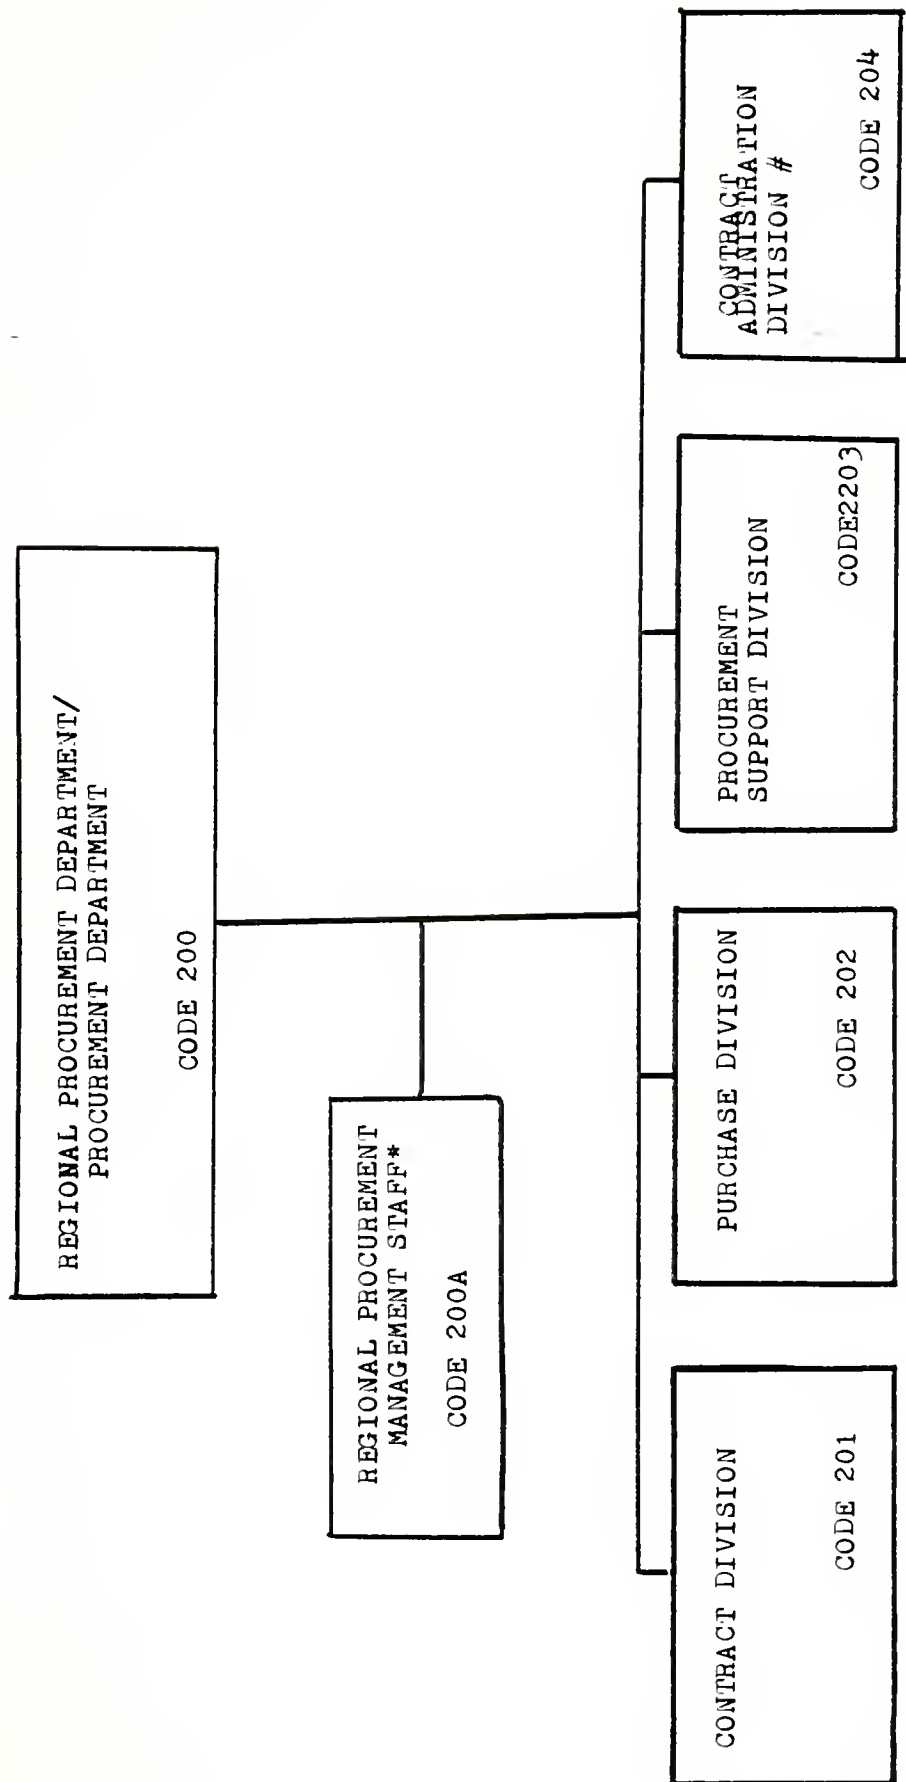 REGIONAL PROCUREMENT DEPARTMENT/
PROCUREMENT DEPARTMENT
CODE 200
REGIONAL PROCUREMENT
MANAGEMENT STAFF*
CODE 200A
CONTRACT DIVISION
CODE 201
PURCHASE DIVISION
CODE 202
PROCUREMENT
SUPPORT DIVISION
CODE2203
CONTRACT
ADMINISTRATION
DIVISION #
CODE 204